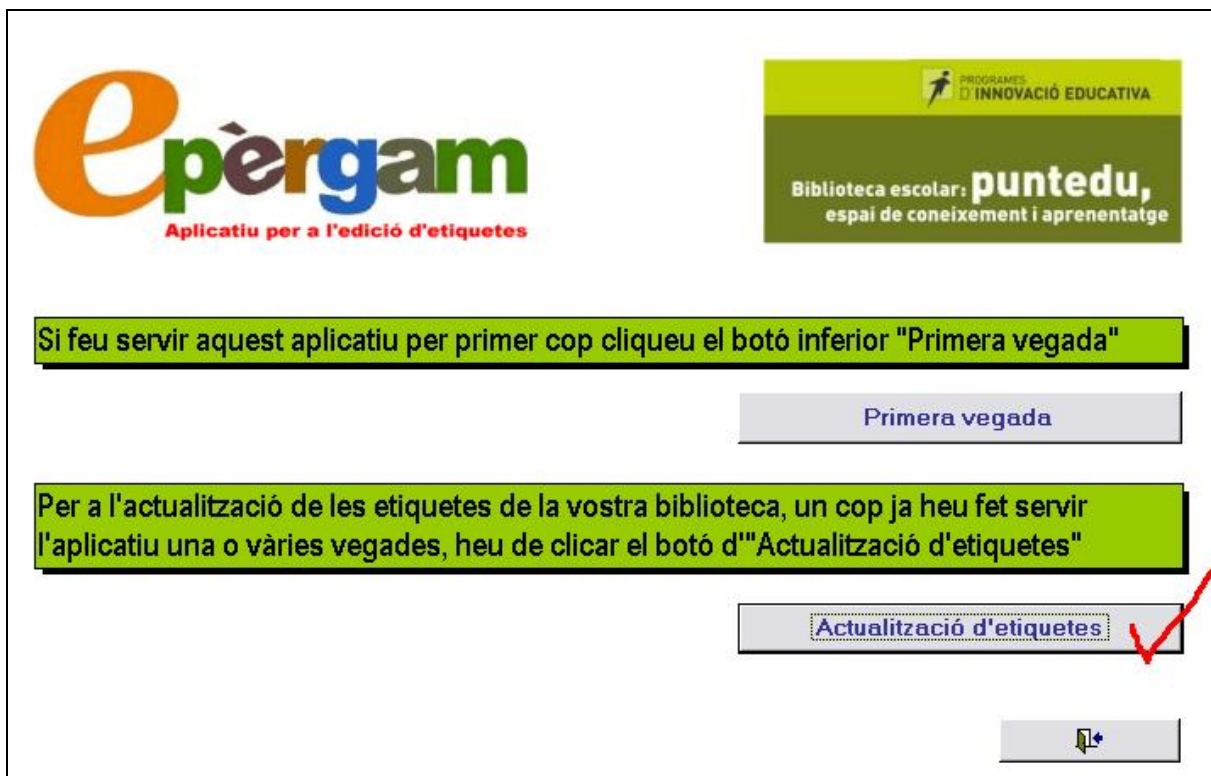 epèrgam
Aplicatiu per a l'edició d'etiquetes
PROGRAMES
D'INNOVACIÓ EDUCATIVA
Biblioteca escolar: puntedu,
espai de coneixement i aprenentatge
Si feu servir aquest aplicatiu per primer cop cliqueu el botó inferior "Primera vegada"
Primera vegada
Per a l'actualització de les etiquetes de la vostra biblioteca, un cop ja heu fet servir
l'aplicatiu una o vàries vegades, heu de clicar el botó d'"Actualització d'etiquetes"
Actualització d'etiquetes